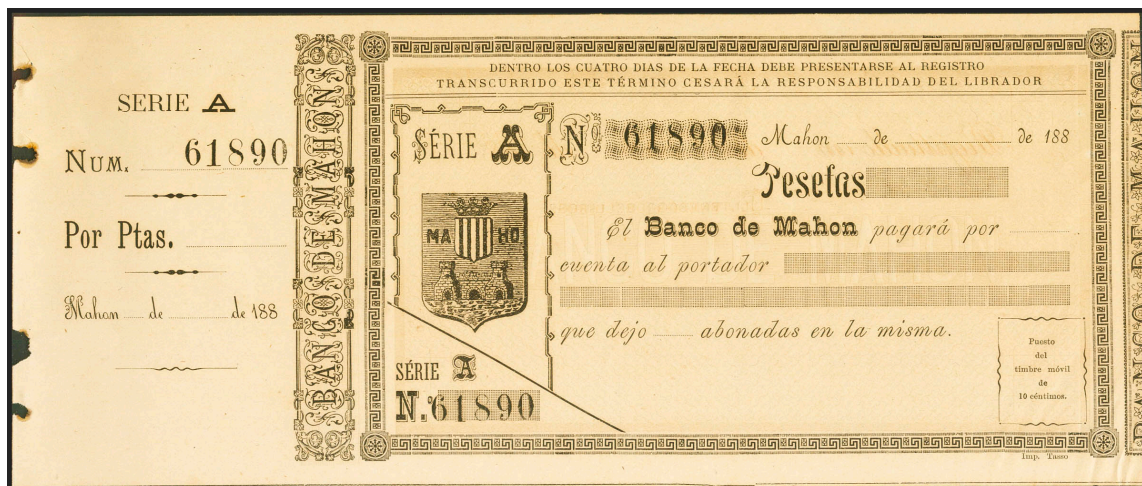 SERIE A
NUM. 61890
Por Ptas.
Mahon de de 188
BANCO DE MAHON
DENTRO LOS CUATRO DIAS DE LA FECHA DEBE PRESENTARSE AL REGISTRO
TRANSCURRIDO ESTE TÉRMINO CESARÁ LA RESPONSABILIDAD DEL LIBRADOR
SÉRIE A
Nº 61890 Mahon de de 188
Pesetas
MA HO
El Banco de Mahon pagará por
cuenta al portador
que dejo abonadas en la misma.
SÉRIE A
N.º 61890
Puesto
del
timbre móvil
de
10 céntimos.
Imp. Tasso
BANCO DE MAHON